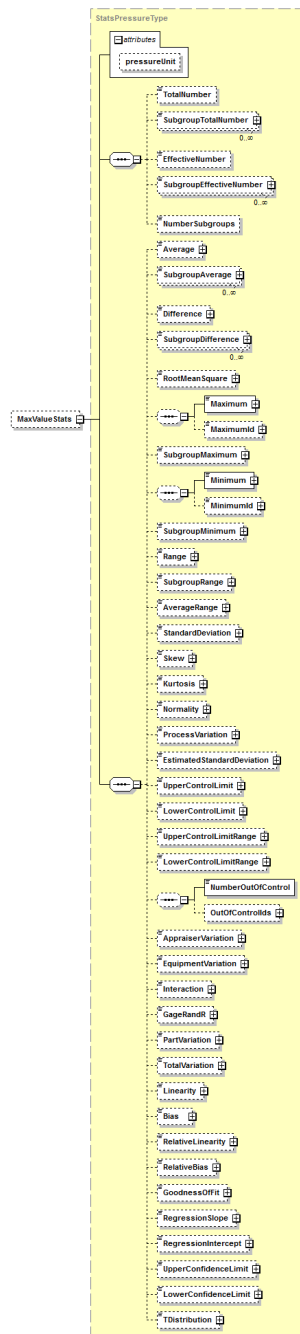 StatsPressureType
attributes
pressureUnit
TotalNumber
SubgroupTotalNumber
0..∞
EffectiveNumber
SubgroupEffectiveNumber
0..∞
NumberSubgroups
Average
SubgroupAverage
0..∞
Difference
SubgroupDifference
0..∞
RootMeanSquare
Maximum
MaxValueStats
MaximumId
SubgroupMaximum
Minimum
MinimumId
SubgroupMinimum
Range
SubgroupRange
AverageRange
StandardDeviation
Skew
Kurtosis
Normality
ProcessVariation
EstimatedStandardDeviation
UpperControlLimit
LowerControlLimit
UpperControlLimitRange
LowerControlLimitRange
NumberOutOfControl
OutOfControlIds
AppraiserVariation
EquipmentVariation
Interaction
GageRandR
PartVariation
TotalVariation
Linearity
Bias
RelativeLinearity
RelativeBias
GoodnessOfFit
RegressionSlope
RegressionIntercept
UpperConfidenceLimit
LowerConfidenceLimit
TDistribution